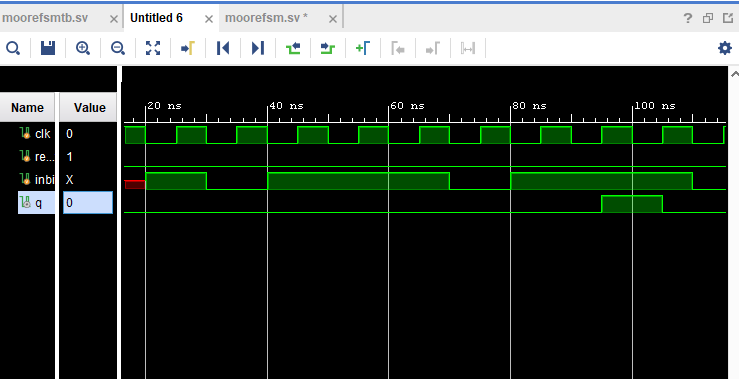 moorefsmtb.sv × Untitled 6 × moorefsm.sv * ×
?
Name Value 20 ns 40 ns 60 ns 80 ns 100 ns
clk 0
re... 1
inbi X
q 0